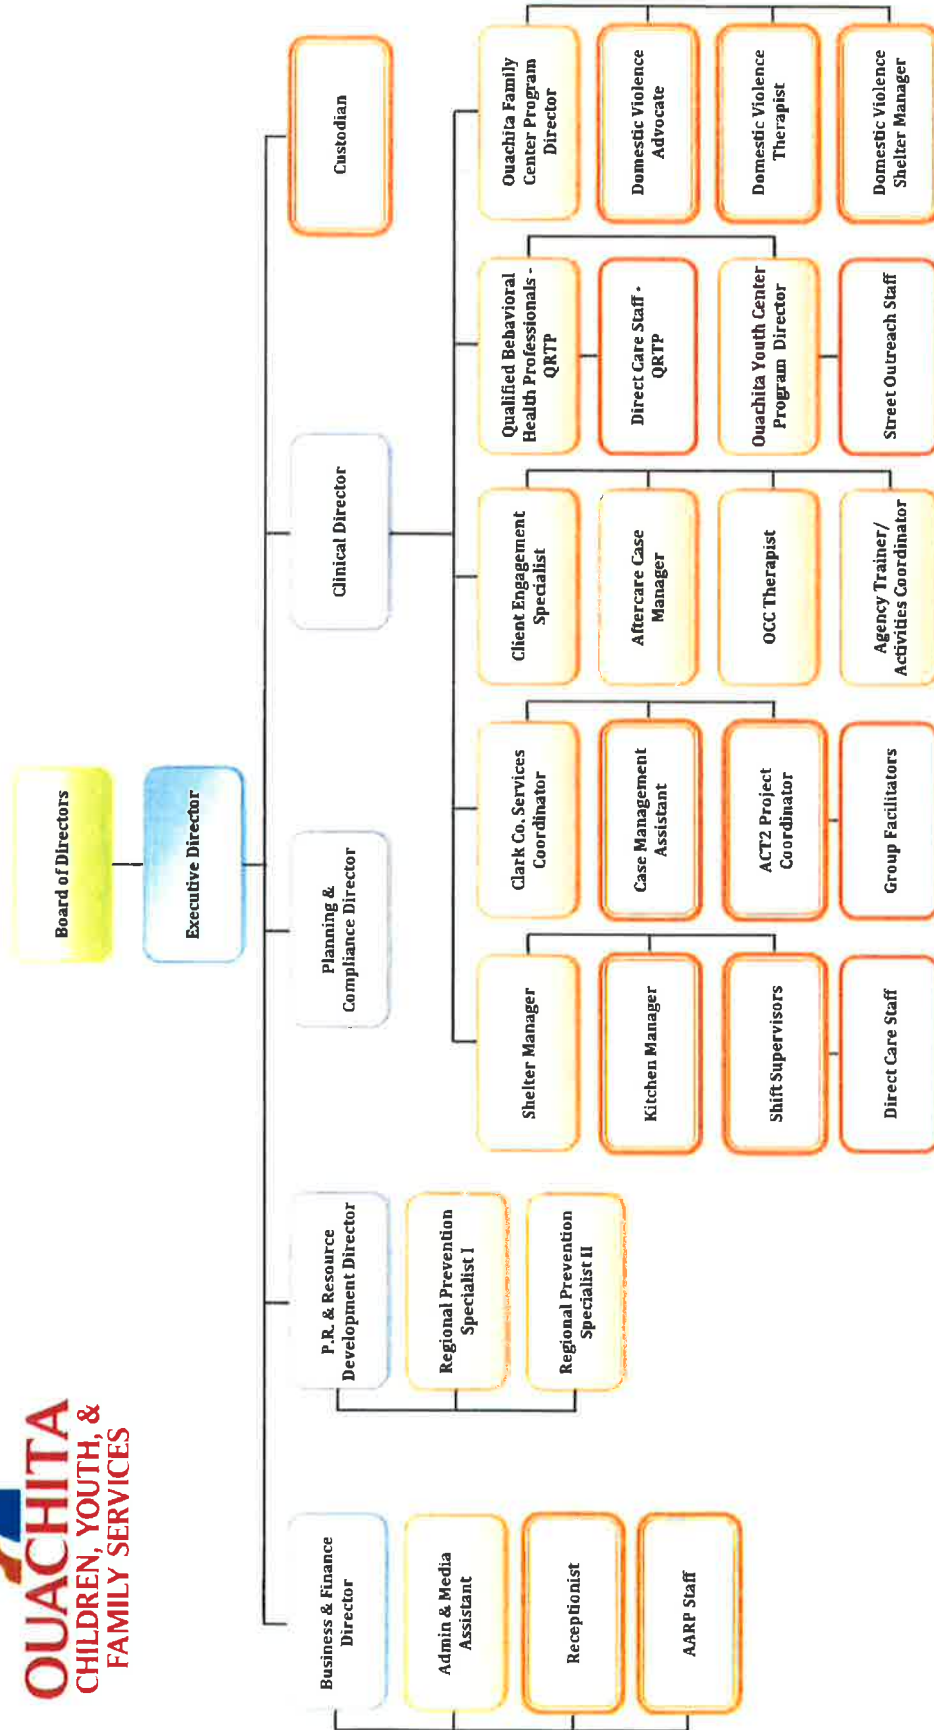 OUACHITA
CHILDREN, YOUTH, &
FAMILY SERVICES
Board of Directors
Executive Director
Business & Finance
Director
P.R. & Resource
Development Director
Planning &
Compliance Director
Clinical Director
Custodian
Admin & Media
Assistant
Receptionist
AARP Staff
Regional Prevention
Specialist I
Regional Prevention
Specialist II
Shelter Manager
Kitchen Manager
Shift Supervisors
Direct Care Staff
Clark Co. Services
Coordinator
Case Management
Assistant
ACT2 Project
Coordinator
Group Facilitators
Client Engagement
Specialist
Aftercare Case
Manager
OCC Therapist
Agency Trainer/
Activities Coordinator
Qualified Behavioral
Health Professionals -
QRTP
Direct Care Staff -
QRTP
Ouachita Youth Center
Program Director
Street Outreach Staff
Ouachita Family
Center Program
Director
Domestic Violence
Advocate
Domestic Violence
Therapist
Domestic Violence
Shelter Manager